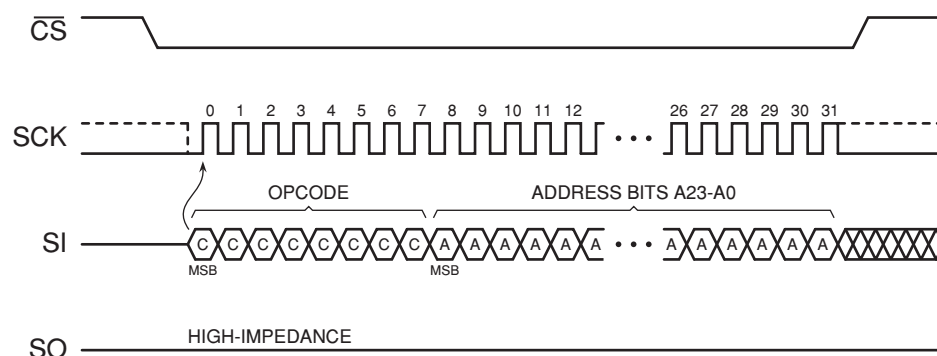 CS
0 1 2 3 4 5 6 7 8 9 10 11 12 26 27 28 29 30 31
SCK
OPCODE ADDRESS BITS A23-A0
SI C C C C C C C C A A A A A A A A A A A A
MSB MSB
HIGH-IMPEDANCE
SO